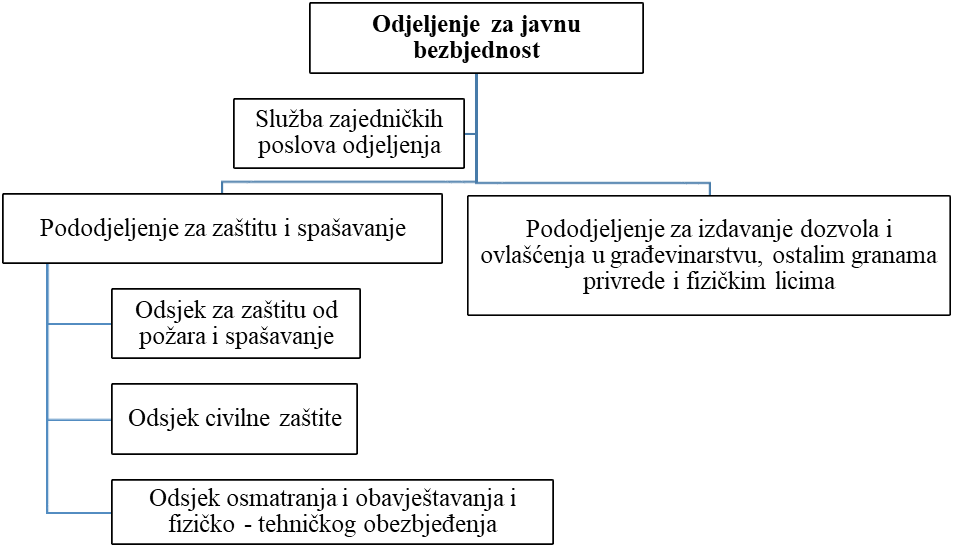 Odjeljenje za javnu
bezbjednost
Služba zajedničkih
poslova odjeljenja
Pododjeljenje za zaštitu i spašavanje
Pododjeljenje za izdavanje dozvola i
ovlašćenja u građevinarstvu, ostalim granama
privrede i fizičkim licima
Odsjek za zaštitu od
požara i spašavanje
Odsjek civilne zaštite
Odsjek osmatranja i obavještavanja i
fizičko - tehničkog obezbjeđenja